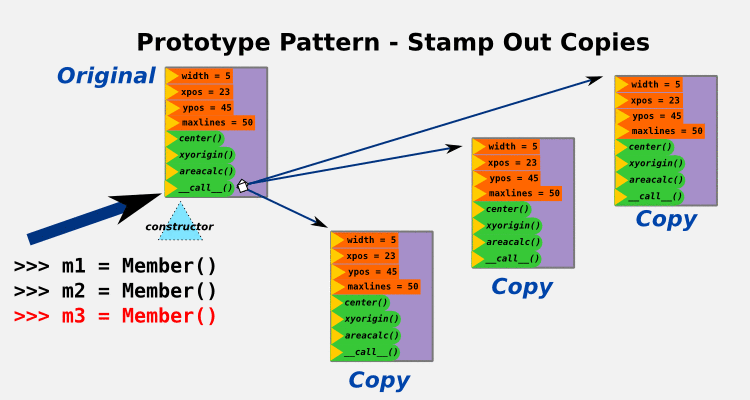 Prototype Pattern - Stamp Out Copies
Original
width = 5
xpos = 23
ypos = 45
maxlines = 50
center()
xyorigin()
areacalc()
__call__()
constructor
>>> m1 = Member()
>>> m2 = Member()
>>> m3 = Member()
width = 5
xpos = 23
ypos = 45
maxlines = 50
center()
xyorigin()
areacalc()
__call__()
Copy
width = 5
xpos = 23
ypos = 45
maxlines = 50
center()
xyorigin()
areacalc()
__call__()
Copy
width = 5
xpos = 23
ypos = 45
maxlines = 50
center()
xyorigin()
areacalc()
__call__()
Copy